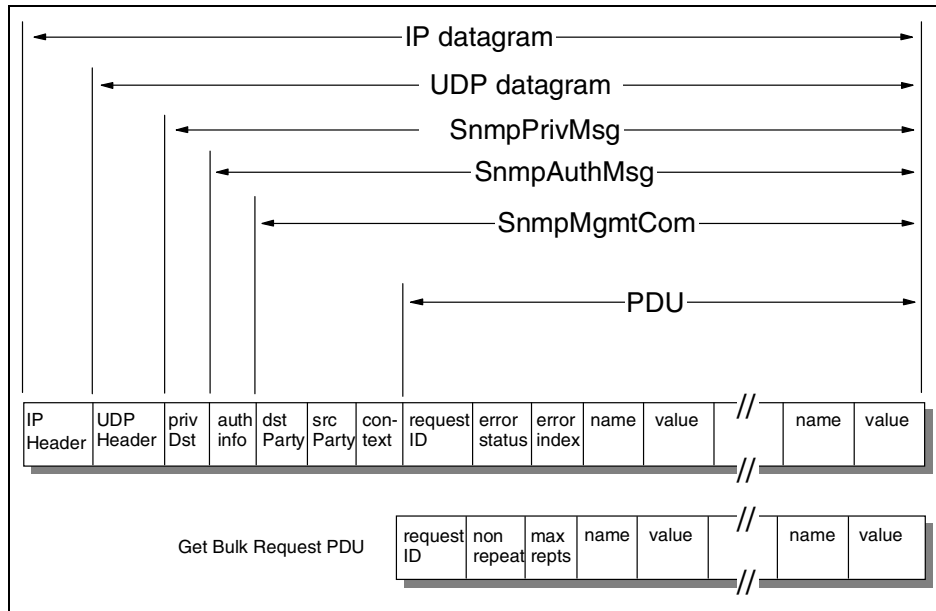 IP datagram
UDP datagram
SnmpPrivMsg
SnmpAuthMsg
SnmpMgmtCom
PDU
IP Header
UDP Header
priv Dst
auth info
dst Party
src Party
con-text
request ID
error status
error index
name
value
//
name
value
//
Get Bulk Request PDU
request ID
non repeat
max repts
name
value
//
name
value
//